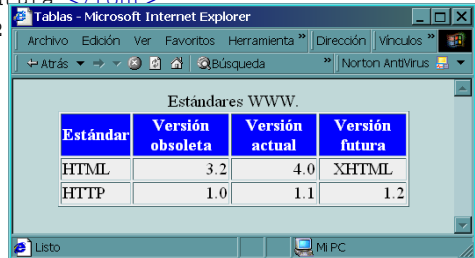 Tablas - Microsoft Internet Explorer
Archivo Edición Ver Favoritos Herramienta » Dirección Vínculos »
Atrás Búsqueda » Norton AntiVirus
Estándares WWW.
Estándar Versión obsoleta Versión actual Versión futura
HTML 3.2 4.0 XHTML
HTTP 1.0 1.1 1.2
Listo Mi PC